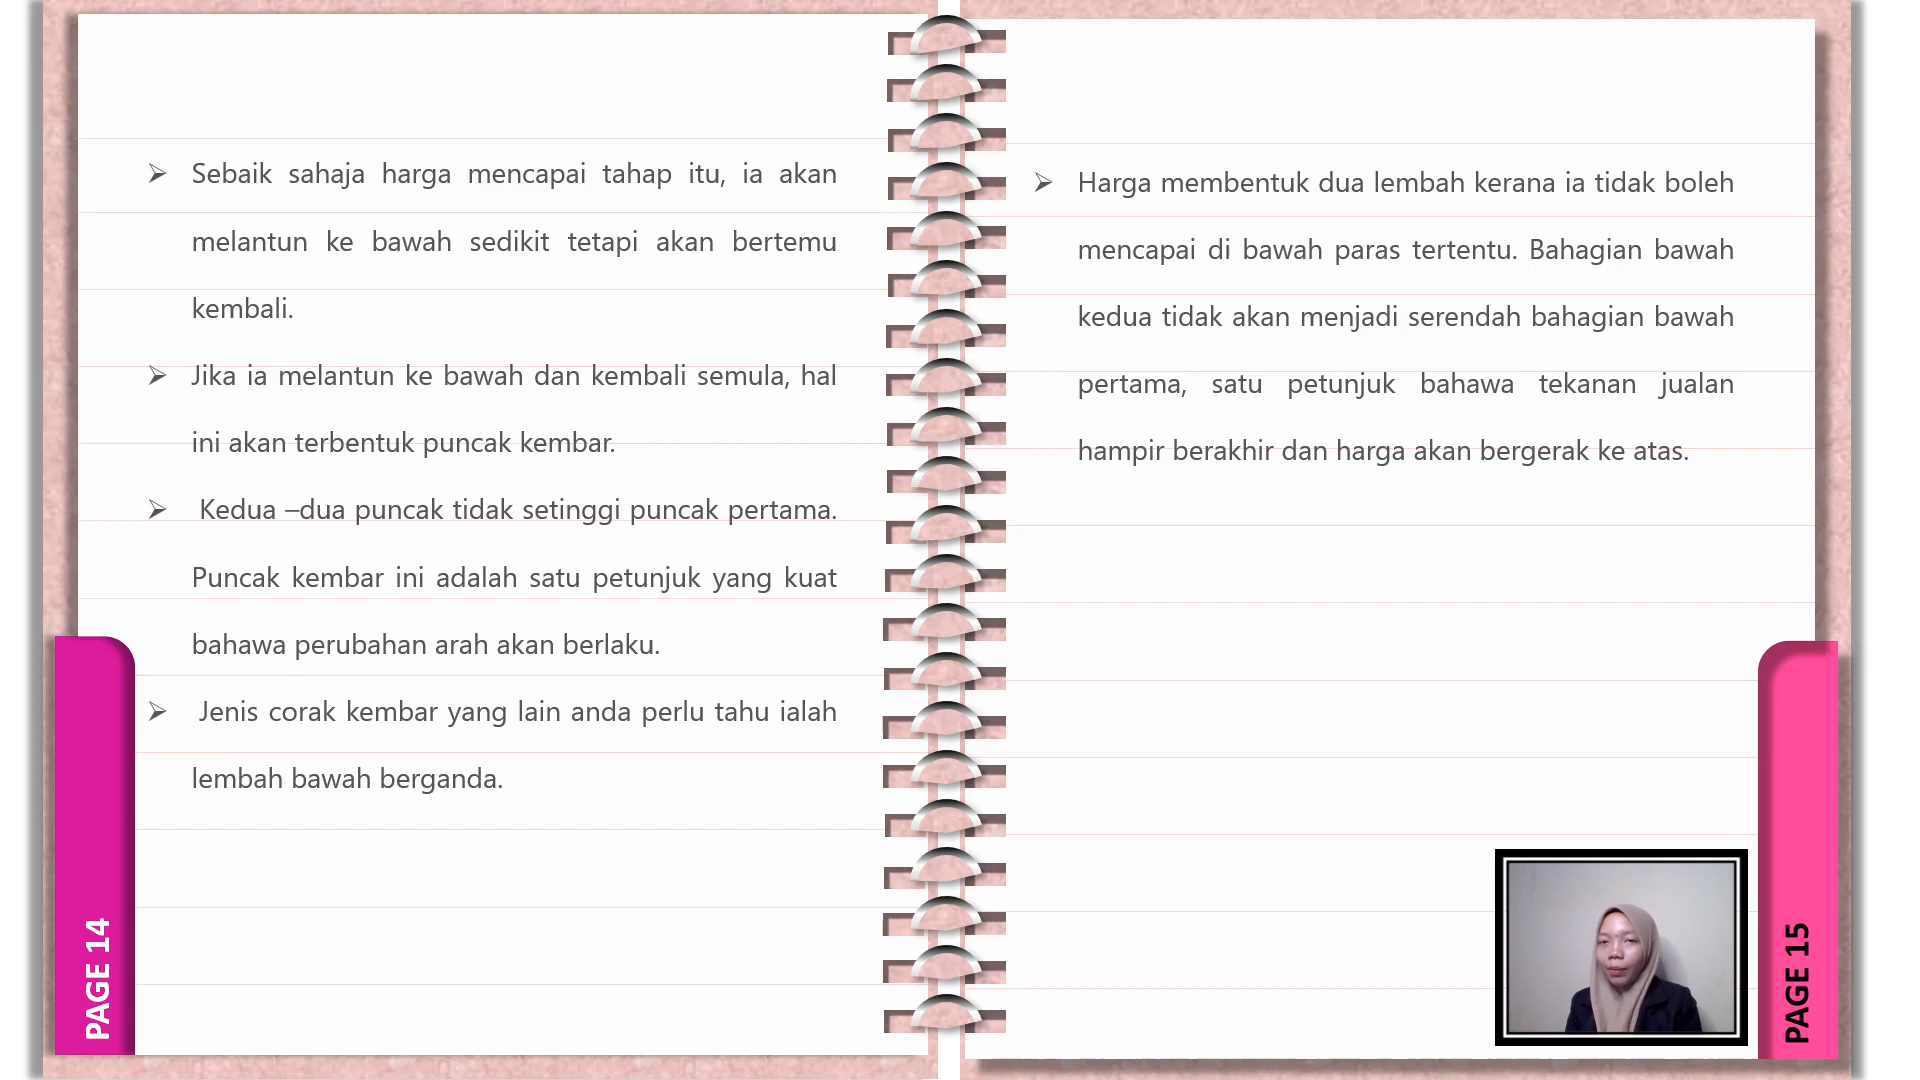 Sebaik sahaja harga mencapai tahap itu, ia akan
melantun ke bawah sedikit tetapi akan bertemu
kembali.
Jika ia melantun ke bawah dan kembali semula, hal
ini akan terbentuk puncak kembar.
Kedua –dua puncak tidak setinggi puncak pertama.
Puncak kembar ini adalah satu petunjuk yang kuat
bahawa perubahan arah akan berlaku.
Jenis corak kembar yang lain anda perlu tahu ialah
lembah bawah berganda.
PAGE 14
Harga membentuk dua lembah kerana ia tidak boleh
mencapai di bawah paras tertentu. Bahagian bawah
kedua tidak akan menjadi serendah bahagian bawah
pertama, satu petunjuk bahawa tekanan jualan
hampir berakhir dan harga akan bergerak ke atas.
PAGE 15